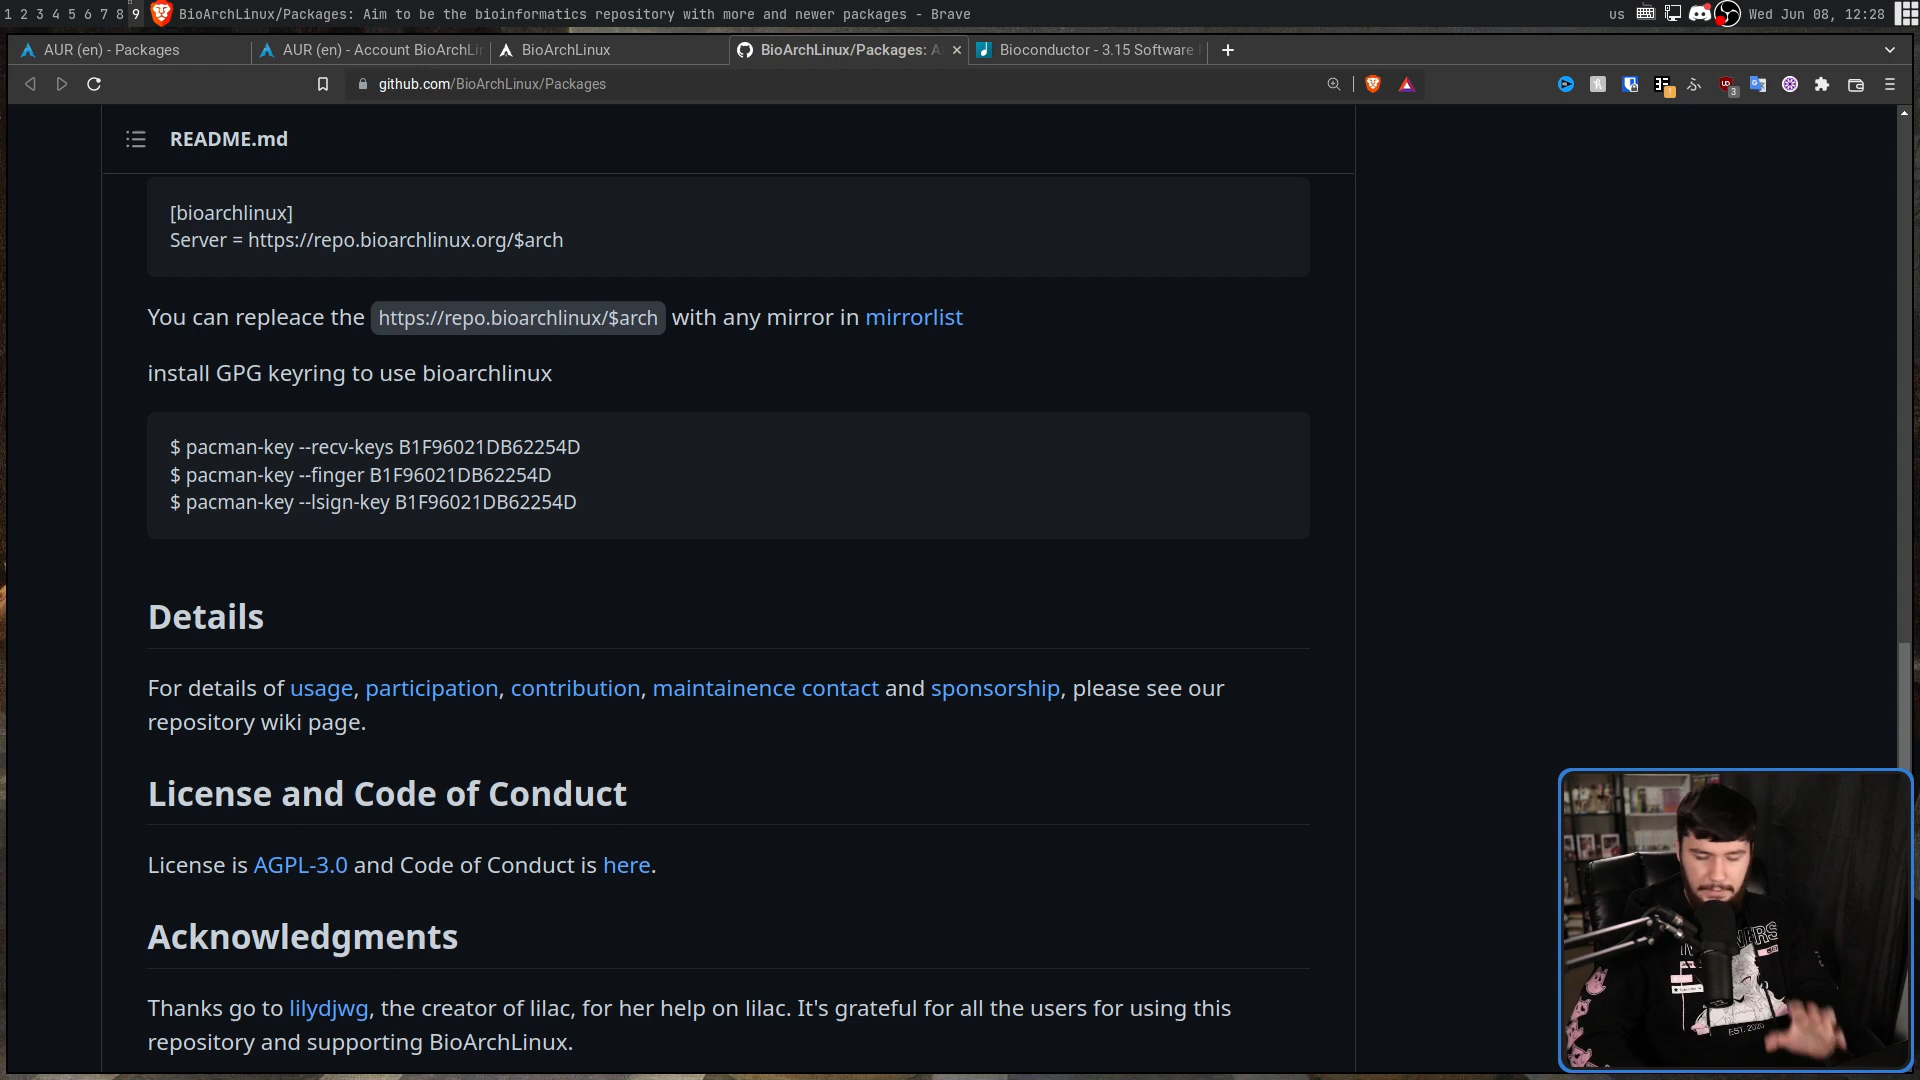 1 2 3 4 5 6 7 8 9 BioArchLinux/Packages: Aim to be the bioinformatics repository with more and newer packages - Brave us Wed Jun 08, 12:28
AUR (en) - Packages AUR (en) - Account BioArchLi BioArchLinux BioArchLinux/Packages: A Bioconductor - 3.15 Software
github.com/BioArchLinux/Packages 3
README.md
[bioarchlinux]
Server = https://repo.bioarchlinux.org/$arch
You can repleace the https://repo.bioarchlinux/$arch with any mirror in mirrorlist
install GPG keyring to use bioarchlinux
$ pacman-key --recv-keys B1F96021DB62254D
$ pacman-key --finger B1F96021DB62254D
$ pacman-key --lsign-key B1F96021DB62254D
Details
For details of usage, participation, contribution, maintainence contact and sponsorship, please see our
repository wiki page.
License and Code of Conduct
License is AGPL-3.0 and Code of Conduct is here.
Acknowledgments
Thanks go to lilydjwg, the creator of lilac, for her help on lilac. It's grateful for all the users for using this
repository and supporting BioArchLinux.
EST. 2020